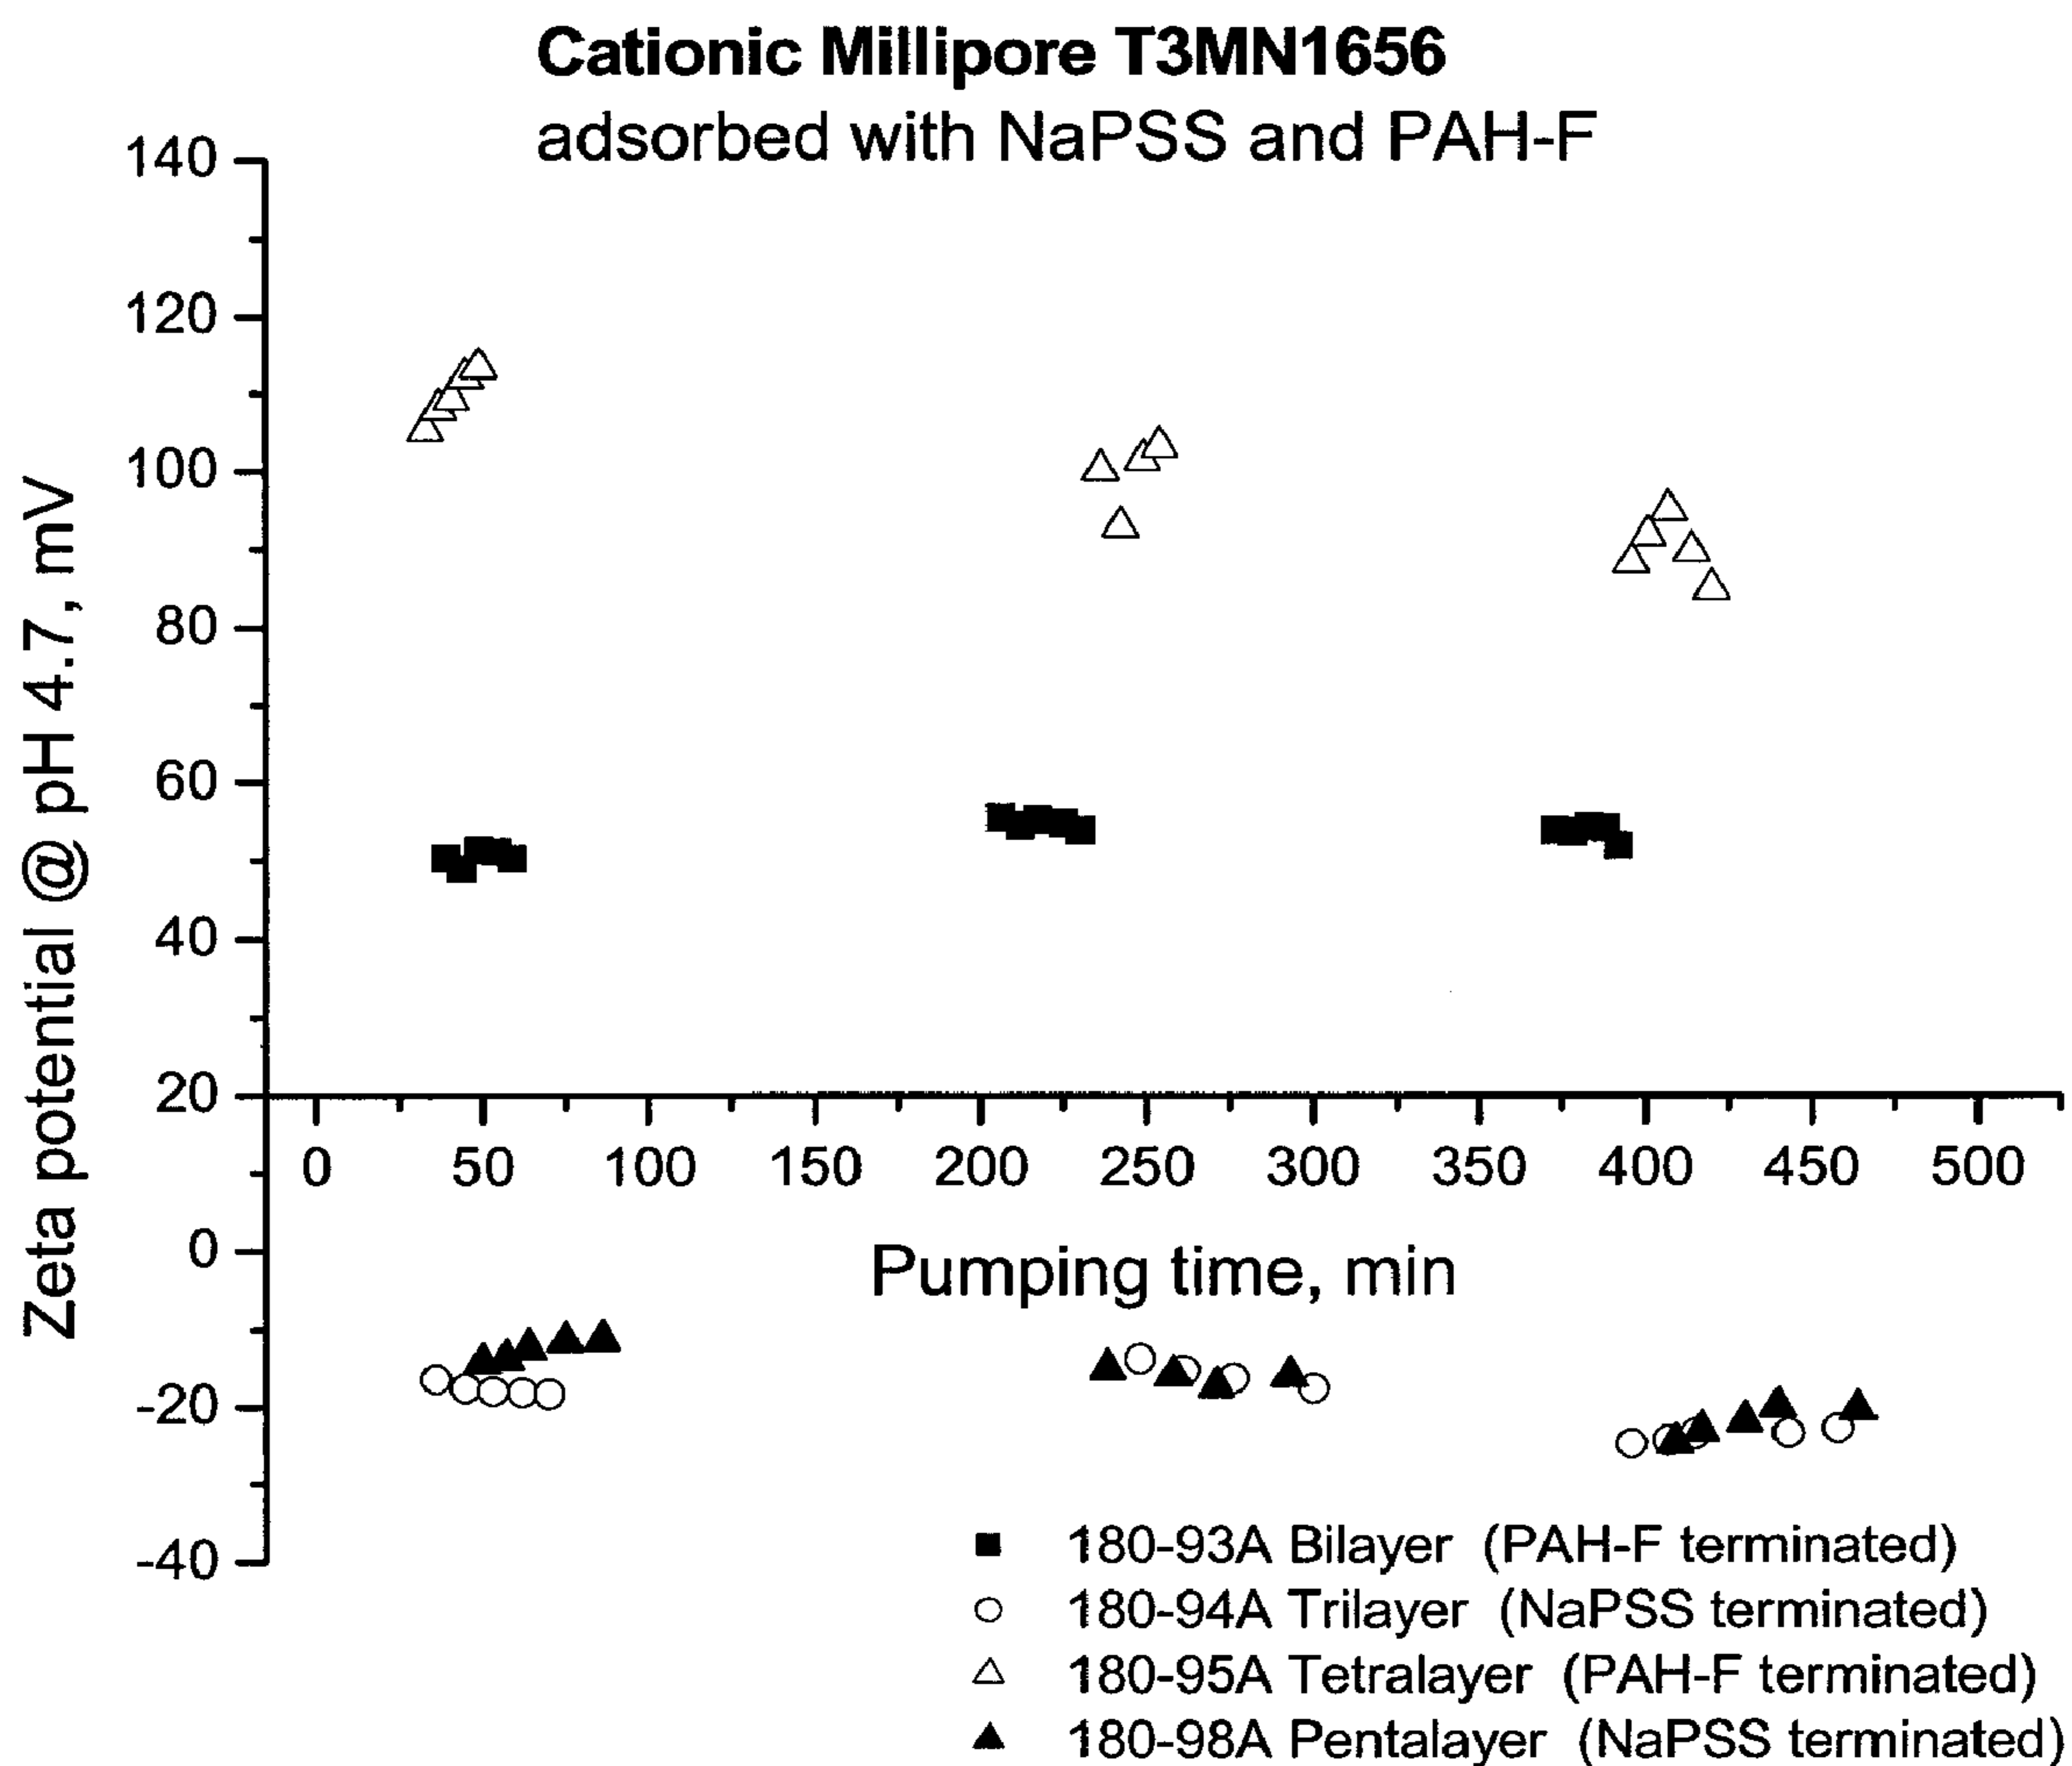 Cationic Millipore T3MN1656
adsorbed with NaPSS and PAH-F
140
120
100
80
60
40
20
0
-20
-40
Zeta potential @ pH 4.7, mV
0 50 100 150 200 250 300 350 400 450 500
Pumping time, min
180-93A Bilayer (PAH-F terminated)
180-94A Trilayer (NaPSS terminated)
180-95A Tetralayer (PAH-F terminated)
180-98A Pentalayer (NaPSS terminated)